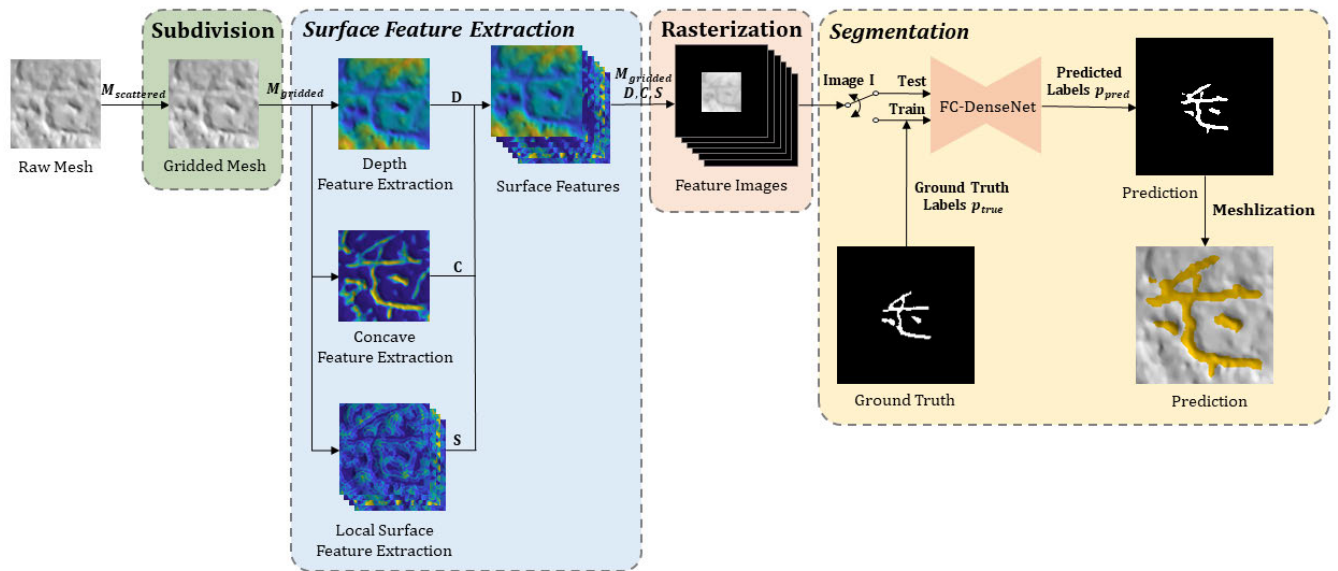 Subdivision
Surface Feature Extraction
Rasterization
Segmentation
M_scattered
M_gridded
D
M_gridded
D, C, S
Image I
Test
Train
FC-DenseNet
Predicted
Labels p_pred
Raw Mesh
Gridded Mesh
Depth
Feature Extraction
Surface Features
Feature Images
Ground Truth
Labels p_true
Prediction
Meshlization
C
Concave
Feature Extraction
Ground Truth
Prediction
S
Local Surface
Feature Extraction